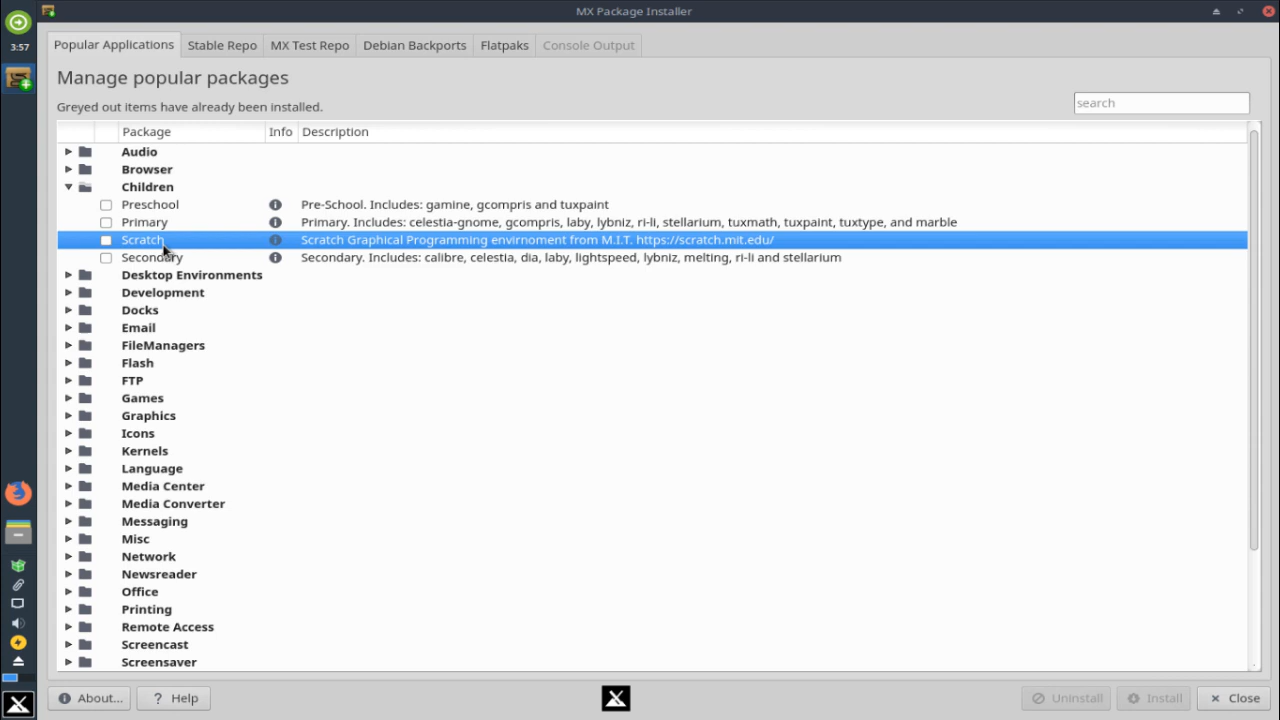 MX Package Installer
3:57
Popular Applications Stable Repo MX Test Repo Debian Backports Flatpaks Console Output
Manage popular packages
Greyed out items have already been installed.
search
Package Info Description
Audio
Browser
Children
Preschool Pre-School. Includes: gamine, gcompris and tuxpaint
Primary Primary. Includes: celestia-gnome, gcompris, laby, lybniz, ri-li, stellarium, tuxmath, tuxpaint, tuxtype, and marble
Scratch Scratch Graphical Programming envirnoment from M.I.T. https://scratch.mit.edu/
Secondary Secondary. Includes: calibre, celestia, dia, laby, lightspeed, lybniz, melting, ri-li and stellarium
Desktop Environments
Development
Docks
Email
FileManagers
Flash
FTP
Games
Graphics
Icons
Kernels
Language
Media Center
Media Converter
Messaging
Misc
Network
Newsreader
Office
Printing
Remote Access
Screencast
Screensaver
About... Help Uninstall Install Close